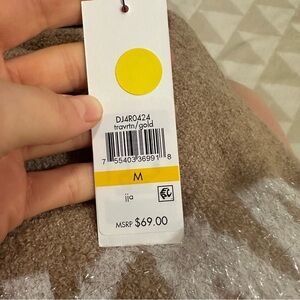 DJ4R0424
travrtn/gold
7 55403 36991 8
M
jja
MSRP $69.00